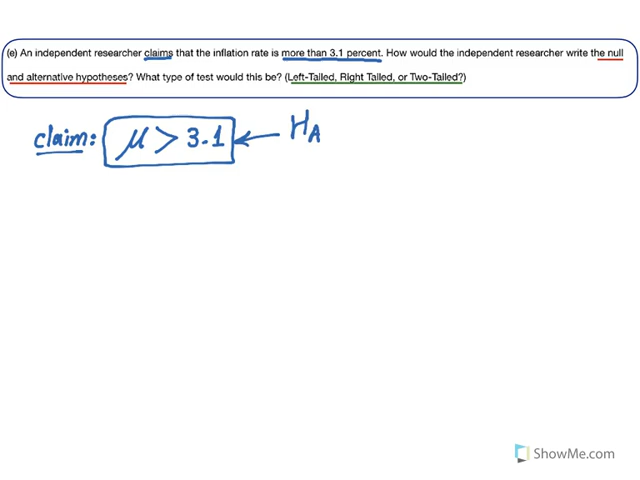 (e) An independent researcher claims that the inflation rate is more than 3.1 percent. How would the independent researcher write the null
and alternative hypotheses? What type of test would this be? (Left-Tailed, Right Tailed, or Two-Tailed?)
claim: μ > 3.1 ← HA
ShowMe.com